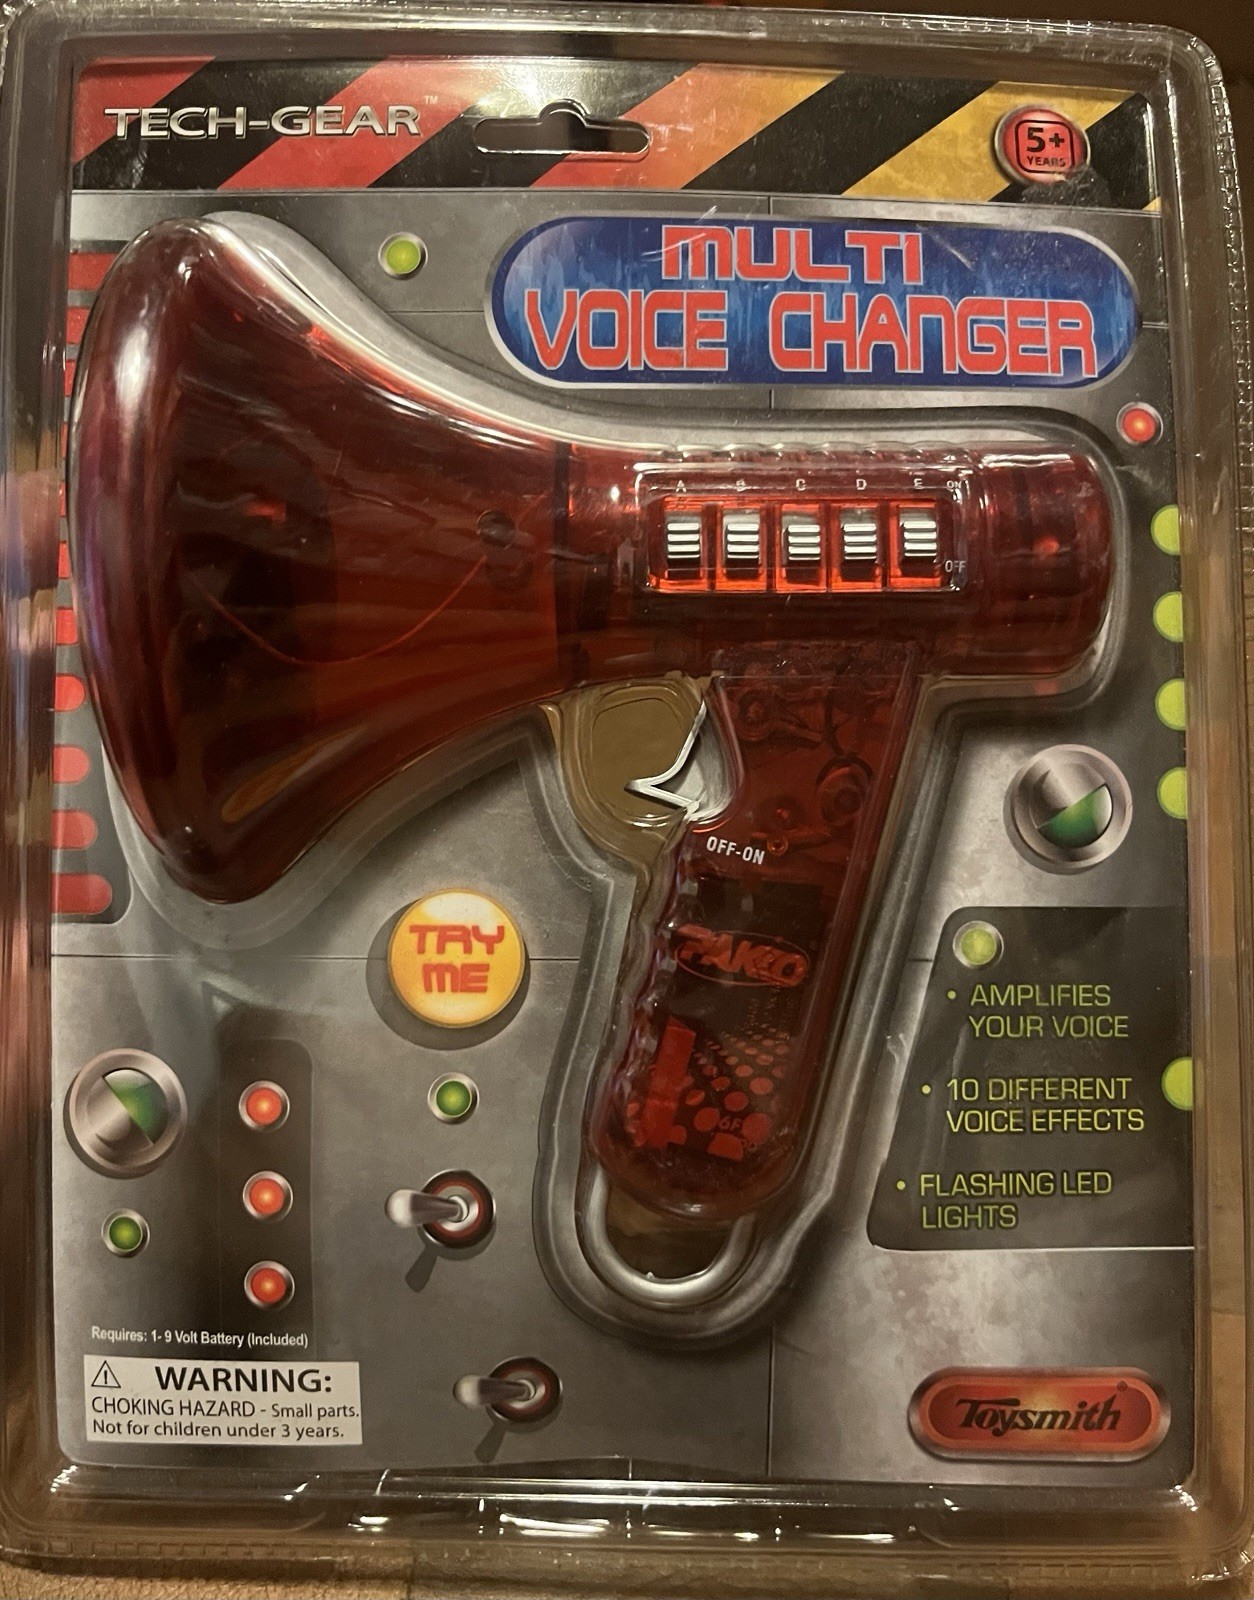 TECH-GEAR™
5+
YEARS
MULTI
VOICE CHANGER
A B C D E ON
OFF
OFF-ON
PAKKO
TRY
ME
• AMPLIFIES
YOUR VOICE
• 10 DIFFERENT
VOICE EFFECTS
• FLASHING LED
LIGHTS
Requires: 1- 9 Volt Battery (Included)
WARNING:
CHOKING HAZARD - Small parts.
Not for children under 3 years.
Toysmith®